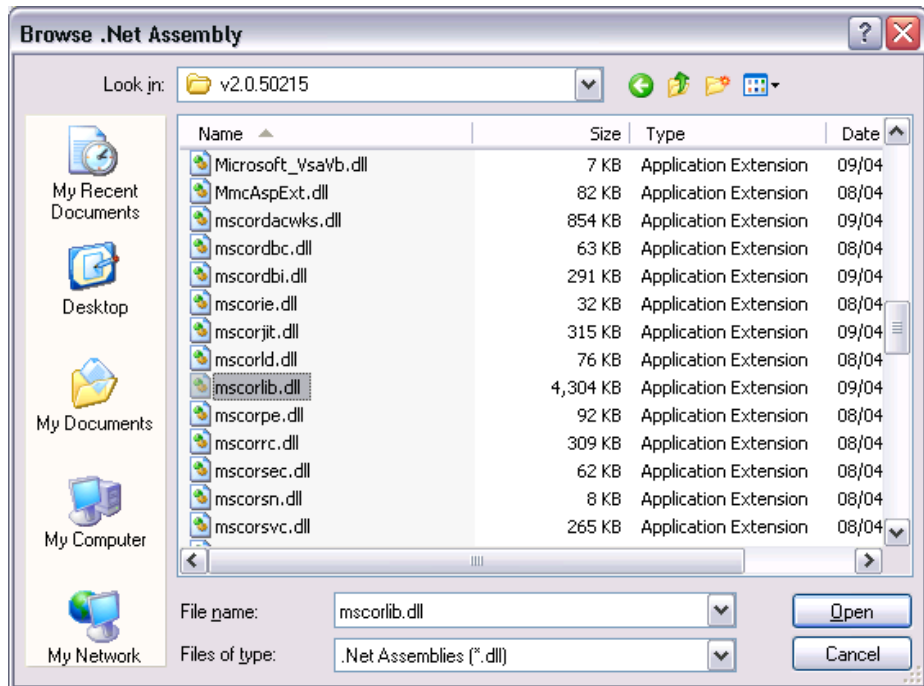 Browse .Net Assembly
Look in: v2.0.50215
Name Size Type Date
Microsoft_VsaVb.dll 7 KB Application Extension 09/04
MmcAspExt.dll 82 KB Application Extension 08/04
mscordacwks.dll 854 KB Application Extension 09/04
mscordbc.dll 63 KB Application Extension 08/04
mscordbi.dll 291 KB Application Extension 09/04
mscorie.dll 32 KB Application Extension 08/04
mscorjit.dll 315 KB Application Extension 09/04
mscorld.dll 76 KB Application Extension 08/04
mscorlib.dll 4,304 KB Application Extension 09/04
mscorpe.dll 92 KB Application Extension 08/04
mscorrc.dll 309 KB Application Extension 08/04
mscorsec.dll 62 KB Application Extension 08/04
mscorsn.dll 8 KB Application Extension 08/04
mscorsvc.dll 265 KB Application Extension 08/04
My Recent
Documents
Desktop
My Documents
My Computer
My Network
File name: mscorlib.dll Open
Files of type: .Net Assemblies (*.dll) Cancel